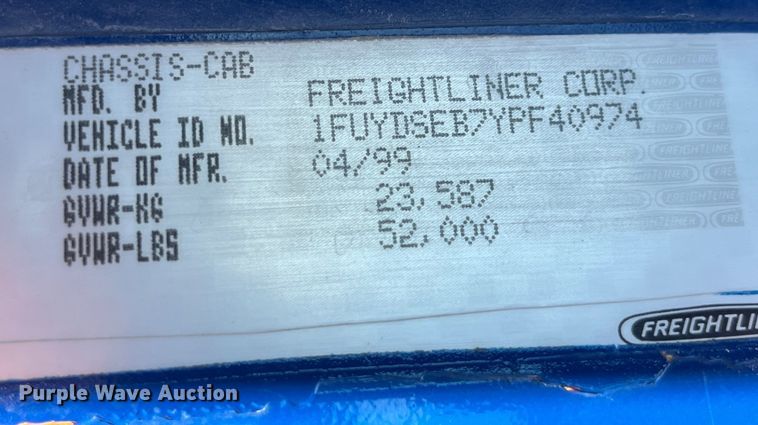 CHASSIS-CAB
MFD. BY FREIGHTLINER CORP.
VEHICLE ID NO. 1FUYDSEB7YPF40974
DATE OF MFR. 04/99
GVWR-KG 23,587
GVWR-LBS 52,000
FREIGHTLI
Purple Wave Auction